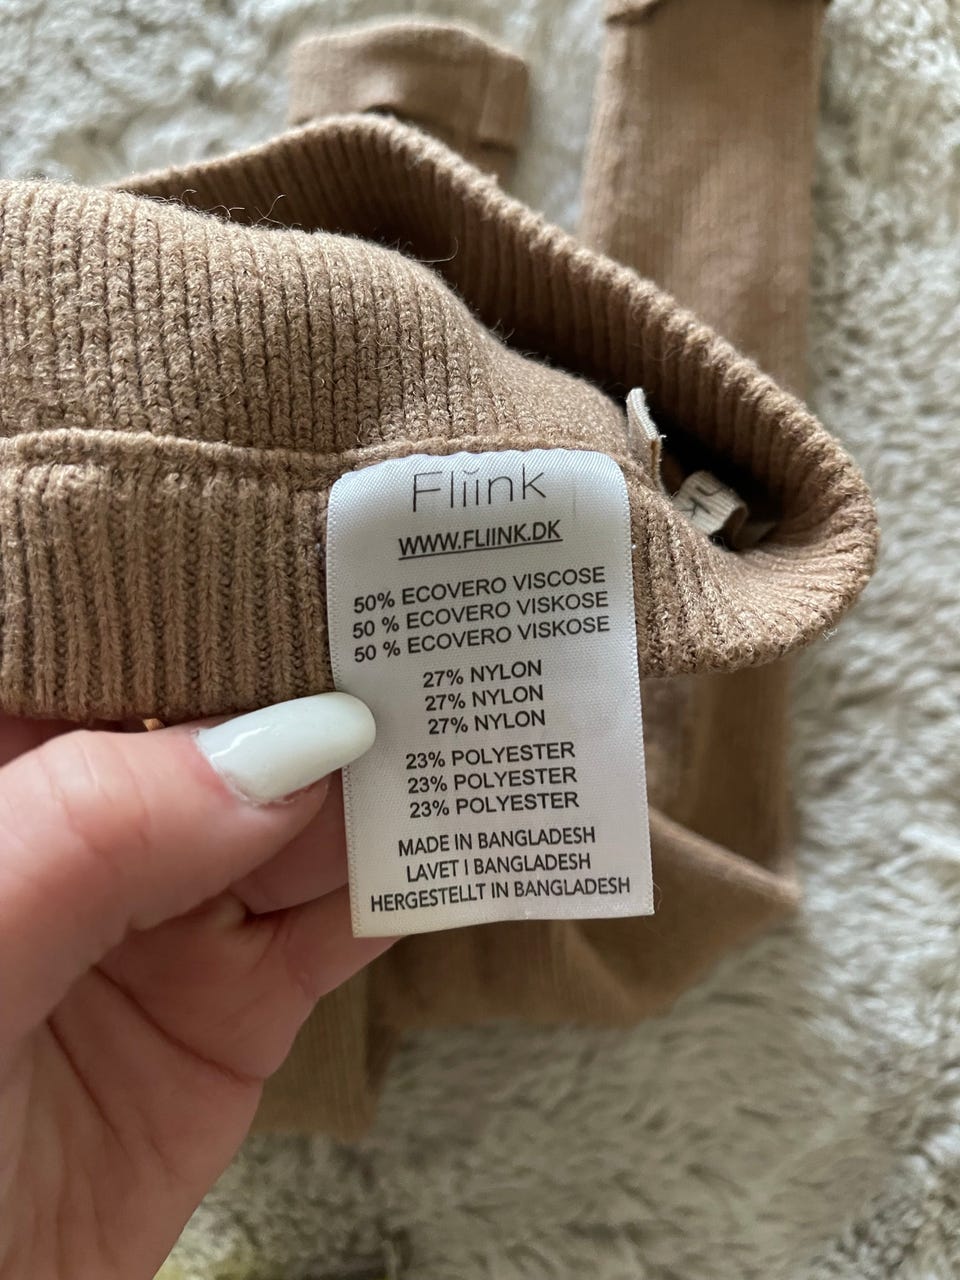 Fliink
WWW.FLIINK.DK
50% ECOVERO VISCOSE
50 % ECOVERO VISKOSE
50 % ECOVERO VISKOSE
27% NYLON
27% NYLON
27% NYLON
23% POLYESTER
23% POLYESTER
23% POLYESTER
MADE IN BANGLADESH
LAVET I BANGLADESH
HERGESTELLT IN BANGLADESH